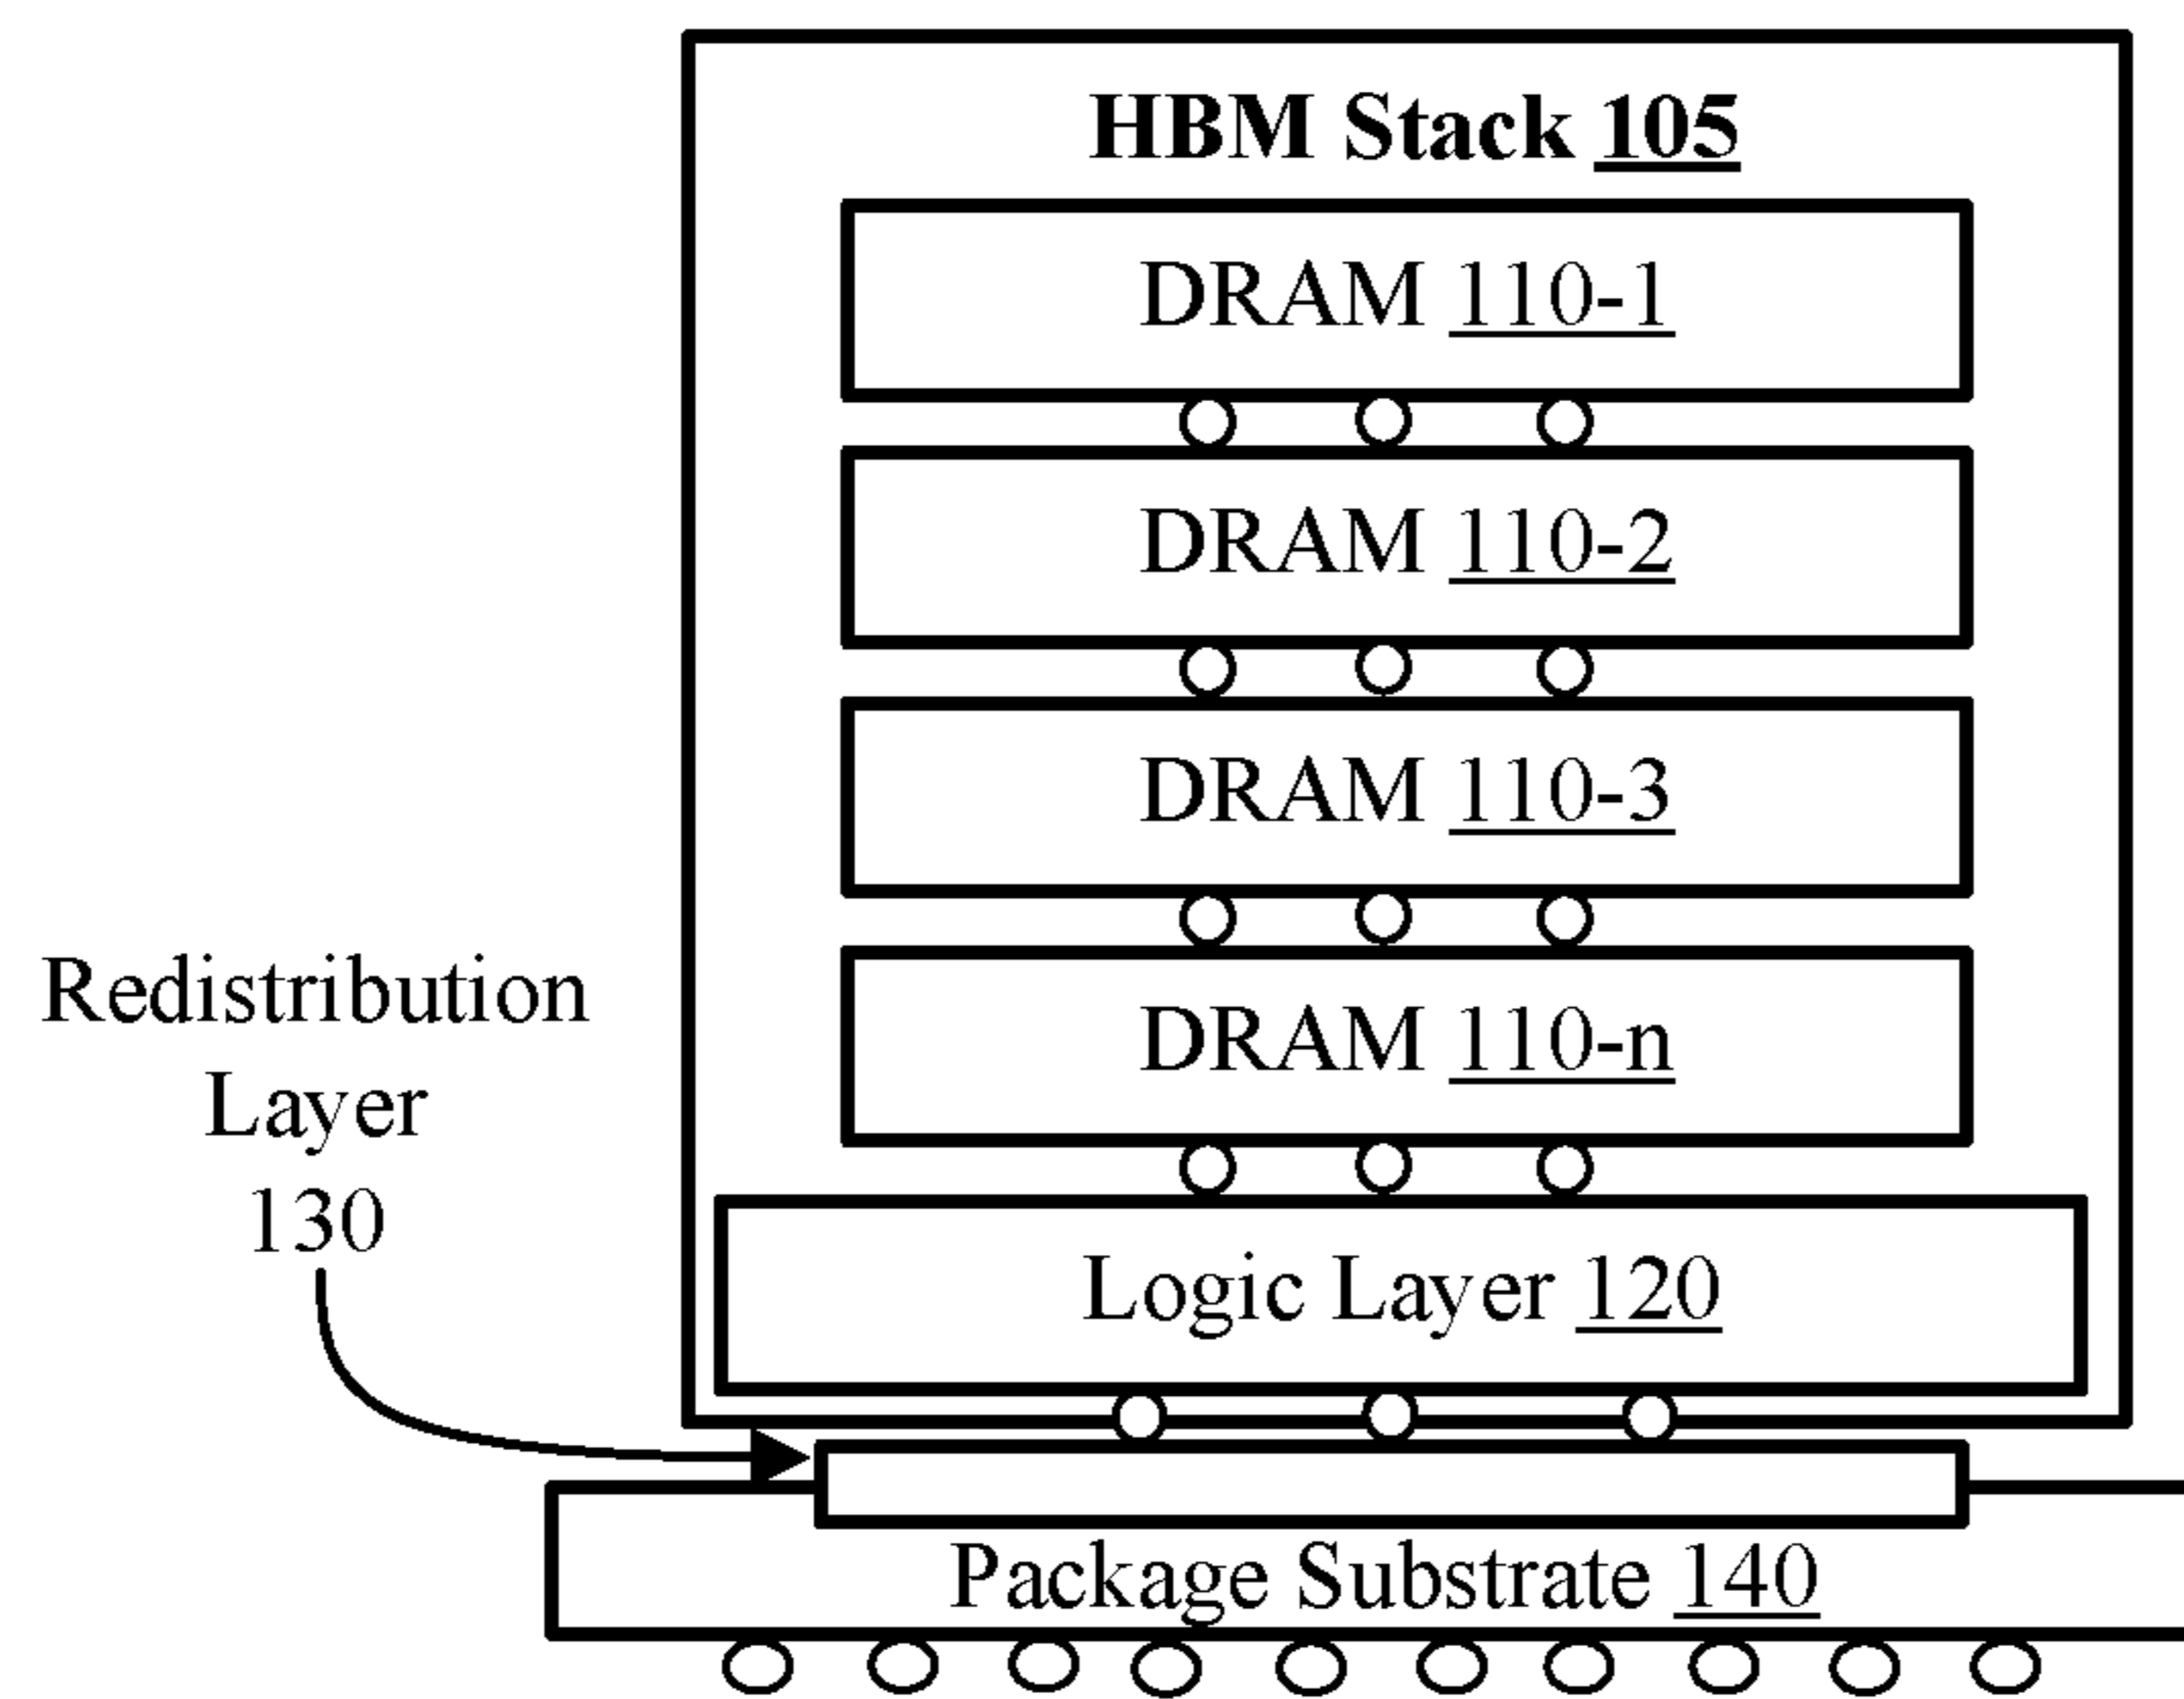 HBM Stack 105
DRAM 110-1
DRAM 110-2
DRAM 110-3
DRAM 110-n
Redistribution
Layer
130
Logic Layer 120
Package Substrate 140